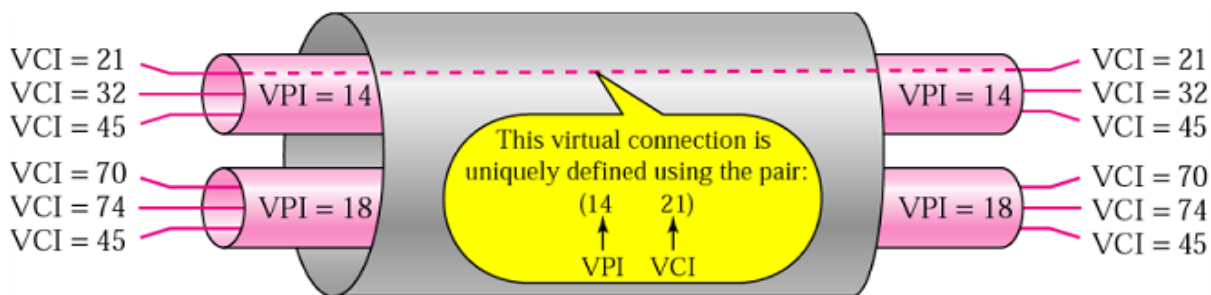 VCI = 21
VCI = 32
VCI = 45
VPI = 14
VCI = 70
VCI = 74
VCI = 45
VPI = 18
This virtual connection is
uniquely defined using the pair:
(14 21)
VPI VCI
VPI = 14
VCI = 21
VCI = 32
VCI = 45
VPI = 18
VCI = 70
VCI = 74
VCI = 45